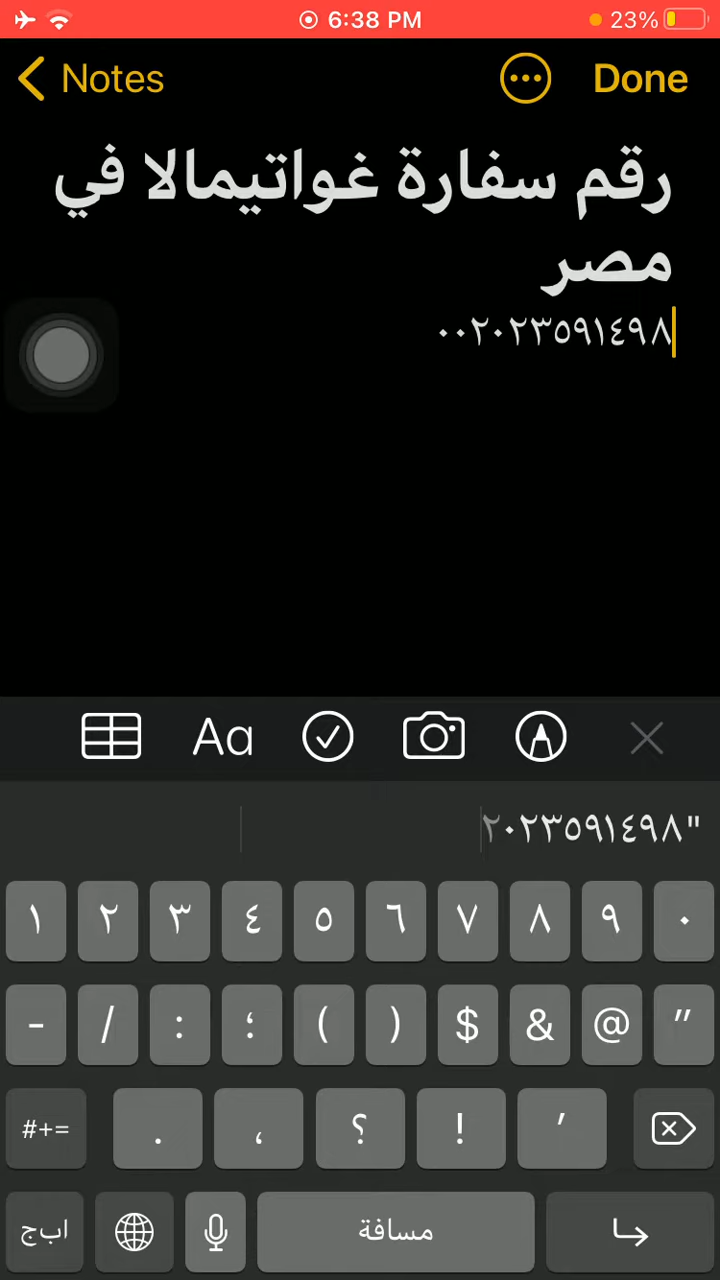 6:38 PM
23%
Notes
Done
رقم سفارة غواتيمالا في
مصر
٠٠٢٠٢٣٥٩١٤٩٨
Aa
٢٠٢٣٥٩١٤٩٨"
١ ٢ ٣ ٤ ٥ ٦ ٧ ٨ ٩ ٠
- / : ؛ ( ) $ & @ "
#+= . ، ؟ ! '
اب‌ج مسافة